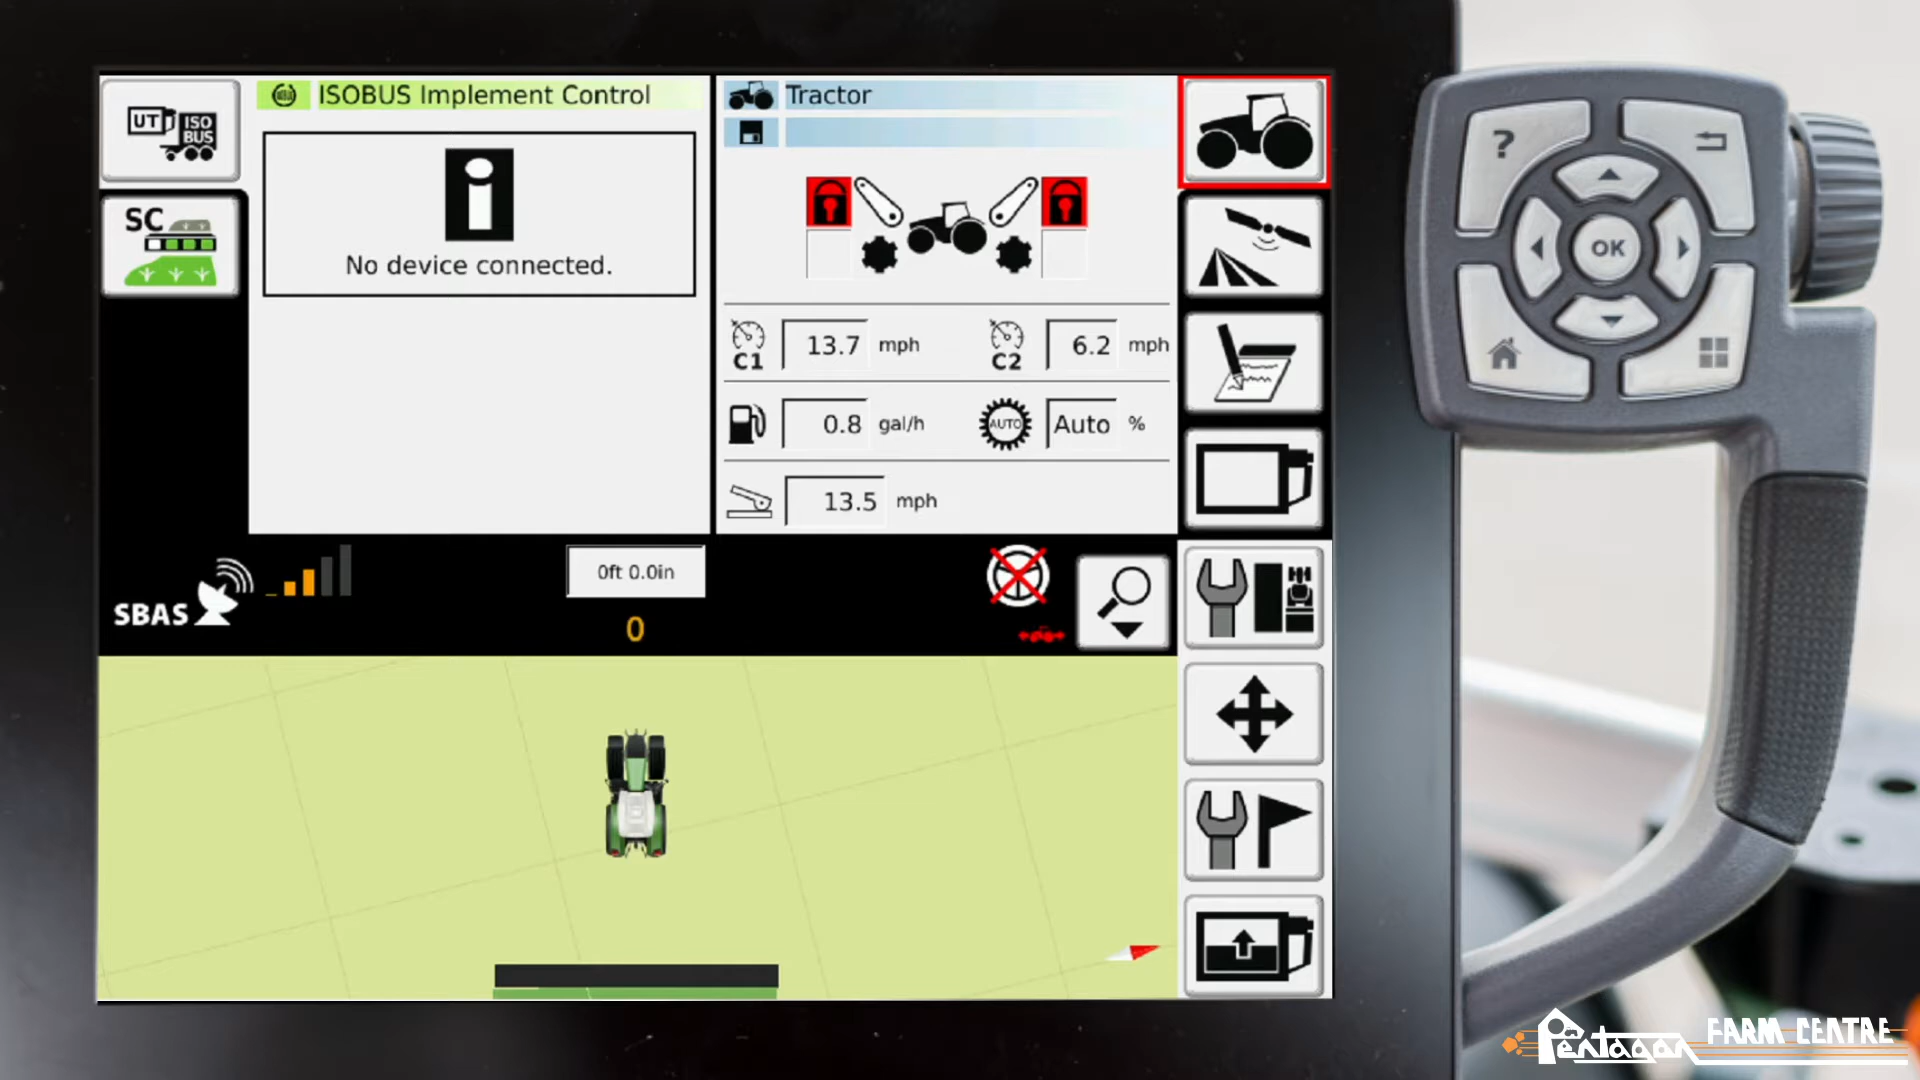 UT
ISO
BUS
SC
ISOBUS Implement Control
No device connected.
Tractor
C1
13.7 mph
C2
6.2 mph
0.8 gal/h
AUTO
Auto %
13.5 mph
SBAS
0ft 0.0in
0
?
OK
Pentagon FARM CENTRE